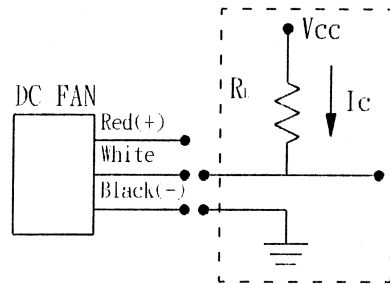 Vcc
DC FAN
RL
Ic
Red(+)
White
Black(-)